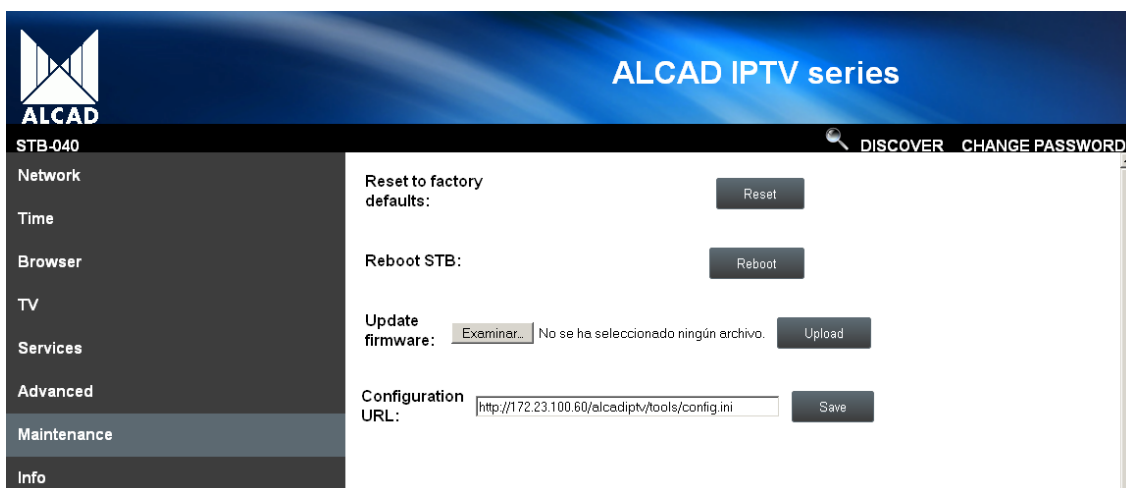 ALCAD
ALCAD IPTV series
STB-040
DISCOVER CHANGE PASSWORD
Network
Time
Browser
TV
Services
Advanced
Maintenance
Info
Reset to factory
defaults:
Reset
Reboot STB:
Reboot
Update
firmware:
Examinar... No se ha seleccionado ningún archivo.
Upload
Configuration
URL:
http://172.23.100.60/alcadiptv/tools/config.ini
Save